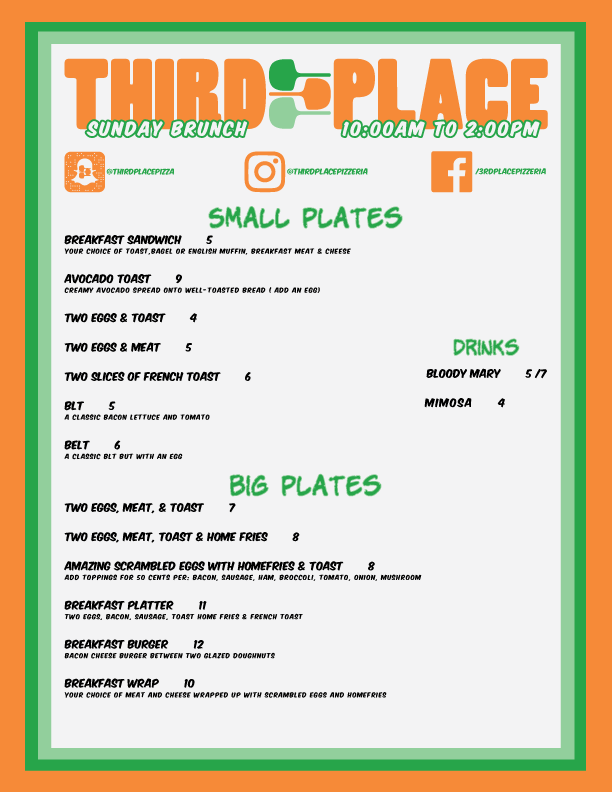 THIRD PLACE
SUNDAY BRUNCH 10:00AM TO 2:00PM
@THIRDPLACEPIZZA @THIRDPLACEPIZZERIA /3RDPLACEPIZZERIA
SMALL PLATES
BREAKFAST SANDWICH 5
YOUR CHOICE OF TOAST,BAGEL OR ENGLISH MUFFIN, BREAKFAST MEAT & CHEESE
AVOCADO TOAST 9
CREAMY AVOCADO SPREAD ONTO WELL-TOASTED BREAD ( ADD AN EGG)
TWO EGGS & TOAST 4
TWO EGGS & MEAT 5
TWO SLICES OF FRENCH TOAST 6
BLT 5
A CLASSIC BACON LETTUCE AND TOMATO
BELT 6
A CLASSIC BLT BUT WITH AN EGG
DRINKS
BLOODY MARY 5 /7
MIMOSA 4
BIG PLATES
TWO EGGS, MEAT, & TOAST 7
TWO EGGS, MEAT, TOAST & HOME FRIES 8
AMAZING SCRAMBLED EGGS WITH HOMEFRIES & TOAST 8
ADD TOPPINGS FOR 50 CENTS PER: BACON, SAUSAGE, HAM, BROCCOLI, TOMATO, ONION, MUSHROOM
BREAKFAST PLATTER 11
TWO EGGS, BACON, SAUSAGE, TOAST HOME FRIES & FRENCH TOAST
BREAKFAST BURGER 12
BACON CHEESE BURGER BETWEEN TWO GLAZED DOUGHNUTS
BREAKFAST WRAP 10
YOUR CHOICE OF MEAT AND CHEESE WRAPPED UP WITH SCRAMBLED EGGS AND HOMEFRIES